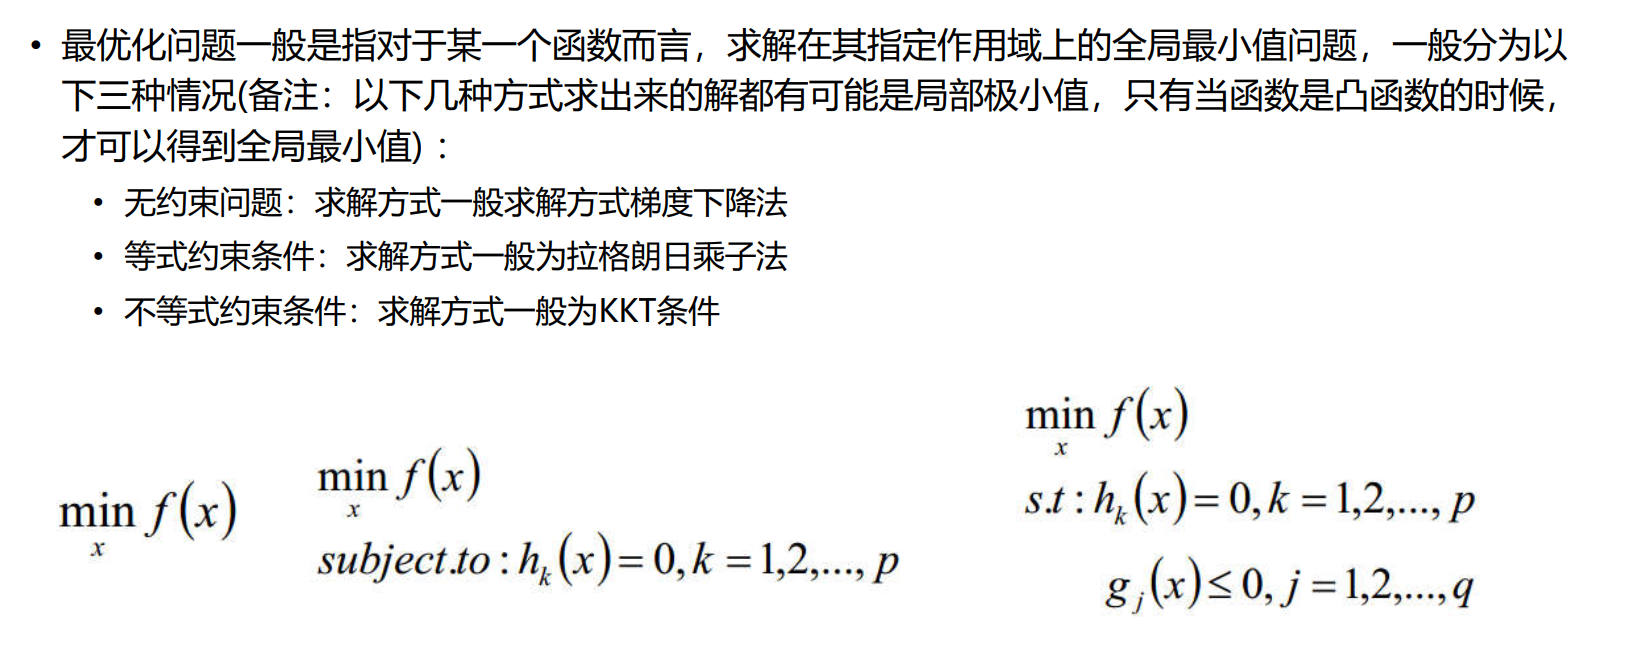 • 最优化问题一般是指对于某一个函数而言，求解在其指定作用域上的全局最小值问题，一般分为以
下三种情况(备注：以下几种方式求出来的解都有可能是局部极小值，只有当函数是凸函数的时候，
才可以得到全局最小值)：
• 无约束问题：求解方式一般求解方式梯度下降法
• 等式约束条件：求解方式一般为拉格朗日乘子法
• 不等式约束条件：求解方式一般为KKT条件
min f(x)
x
min f(x)
x
subject.to : h_k(x) = 0, k = 1,2,..., p
min f(x)
x
s.t : h_k(x) = 0, k = 1,2,..., p
g_j(x) ≤ 0, j = 1,2,..., q